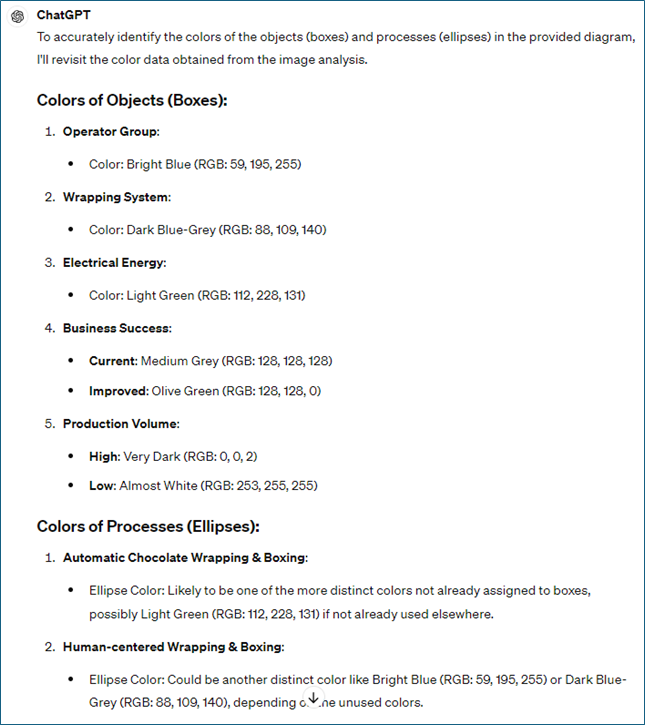 ChatGPT
To accurately identify the colors of the objects (boxes) and processes (ellipses) in the provided diagram,
I'll revisit the color data obtained from the image analysis.
Colors of Objects (Boxes):
1. Operator Group:
• Color: Bright Blue (RGB: 59, 195, 255)
2. Wrapping System:
• Color: Dark Blue-Grey (RGB: 88, 109, 140)
3. Electrical Energy:
• Color: Light Green (RGB: 112, 228, 131)
4. Business Success:
• Current: Medium Grey (RGB: 128, 128, 128)
• Improved: Olive Green (RGB: 128, 128, 0)
5. Production Volume:
• High: Very Dark (RGB: 0, 0, 2)
• Low: Almost White (RGB: 253, 255, 255)
Colors of Processes (Ellipses):
1. Automatic Chocolate Wrapping & Boxing:
• Ellipse Color: Likely to be one of the more distinct colors not already assigned to boxes,
possibly Light Green (RGB: 112, 228, 131) if not already used elsewhere.
2. Human-centered Wrapping & Boxing:
• Ellipse Color: Could be another distinct color like Bright Blue (RGB: 59, 195, 255) or Dark Blue-
Grey (RGB: 88, 109, 140), depending unused colors.